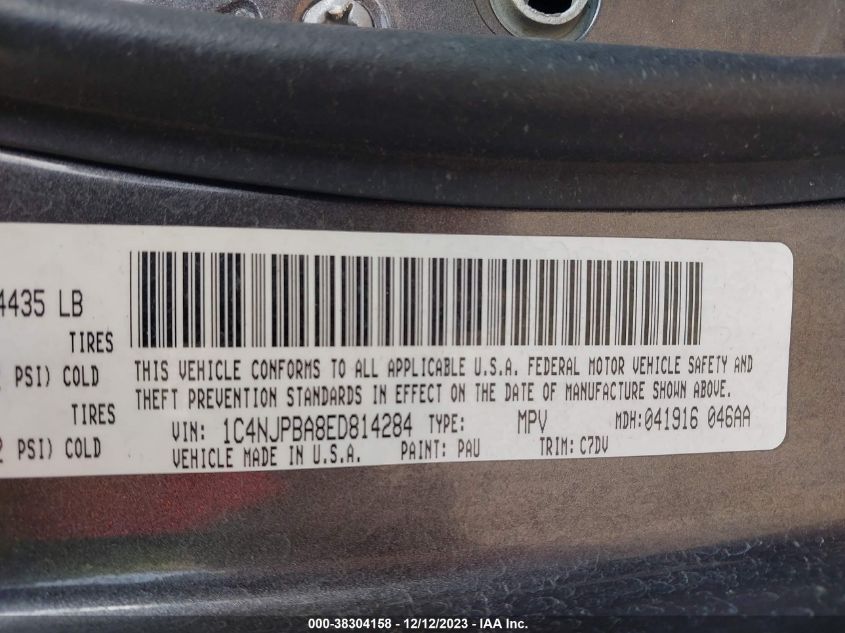 4435 LB
TIRES
PSI) COLD
TIRES
PSI) COLD
THIS VEHICLE CONFORMS TO ALL APPLICABLE U.S.A. FEDERAL MOTOR VEHICLE SAFETY AND
THEFT PREVENTION STANDARDS IN EFFECT ON THE DATE OF MANUFACTURE SHOWN ABOVE.
VIN: 1C4NJPBA8ED814284 TYPE: MPV MDH:041916 046AA
VEHICLE MADE IN U.S.A. PAINT: PAU TRIM: C7DV
000-38304158 - 12/12/2023 - IAA Inc.